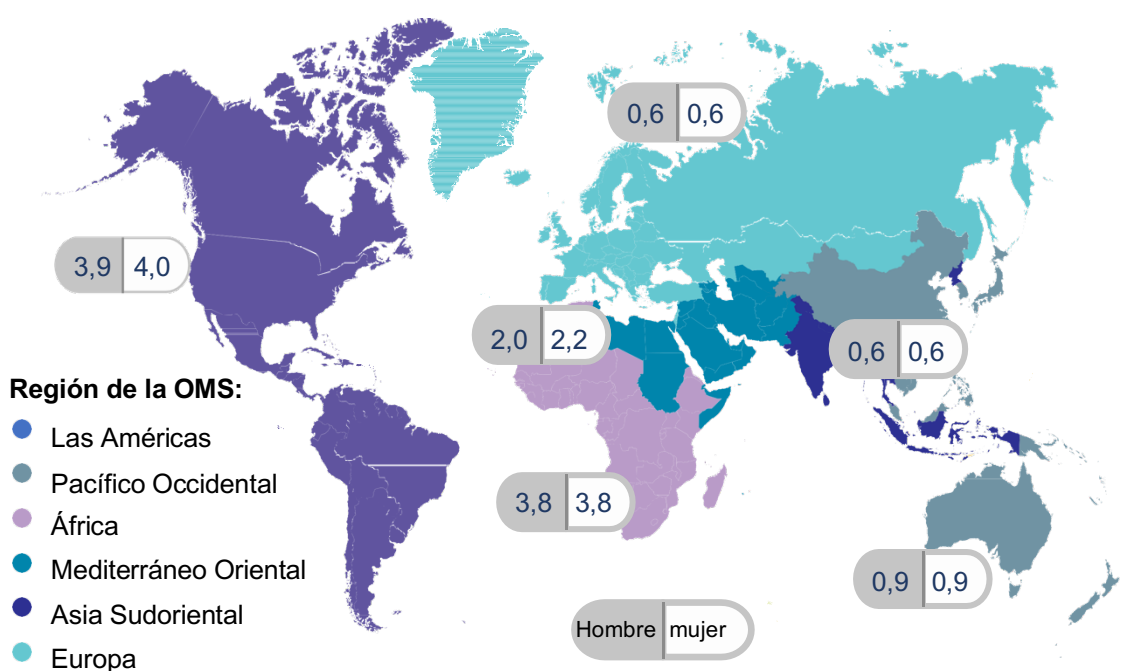 0,6 0,6
3,9 4,0
2,0 2,2
0,6 0,6
Región de la OMS:
Las Américas
Pacífico Occidental
África
Mediterráneo Oriental
Asia Sudoriental
Europa
3,8 3,8
0,9 0,9
Hombre mujer